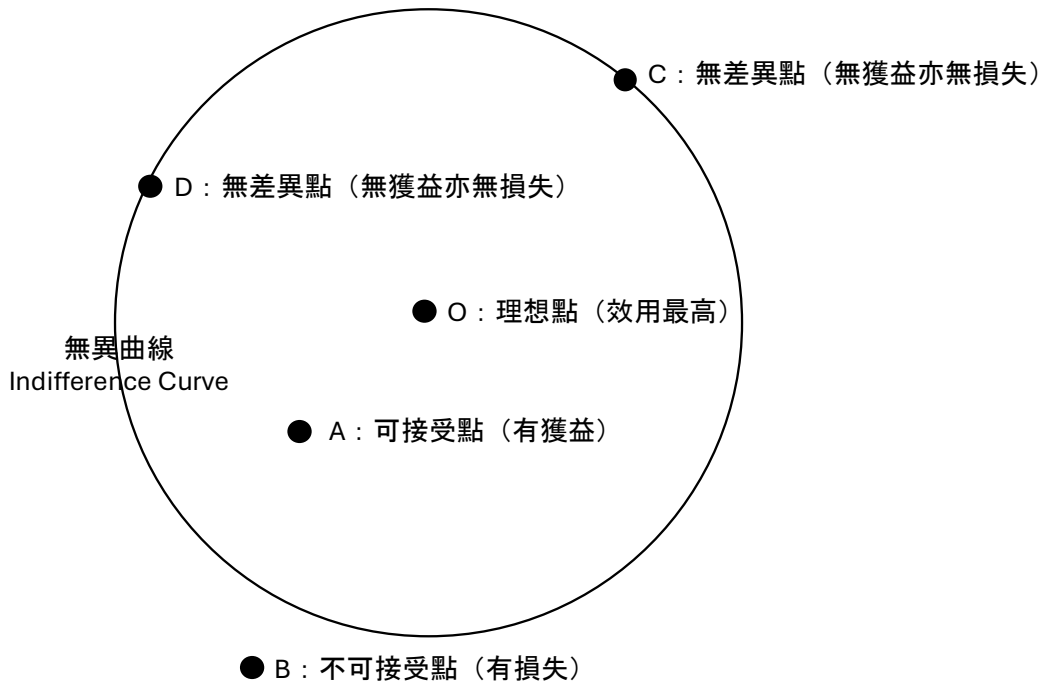 C：無差異點（無獲益亦無損失）
D：無差異點（無獲益亦無損失）
O：理想點（效用最高）
無異曲線
Indifference Curve
A：可接受點（有獲益）
B：不可接受點（有損失）